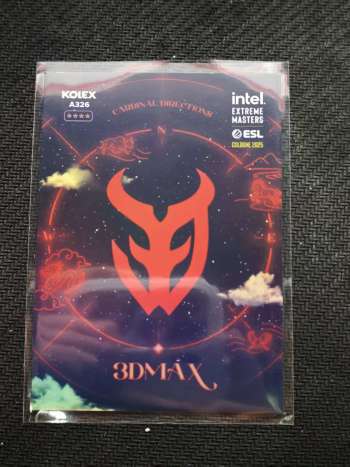 KOLEX
A326
★★★★
CARDINAL DIRECTIONS
N
intel
EXTREME
MASTERS
ESL
COLOGNE 2025
3DMAX